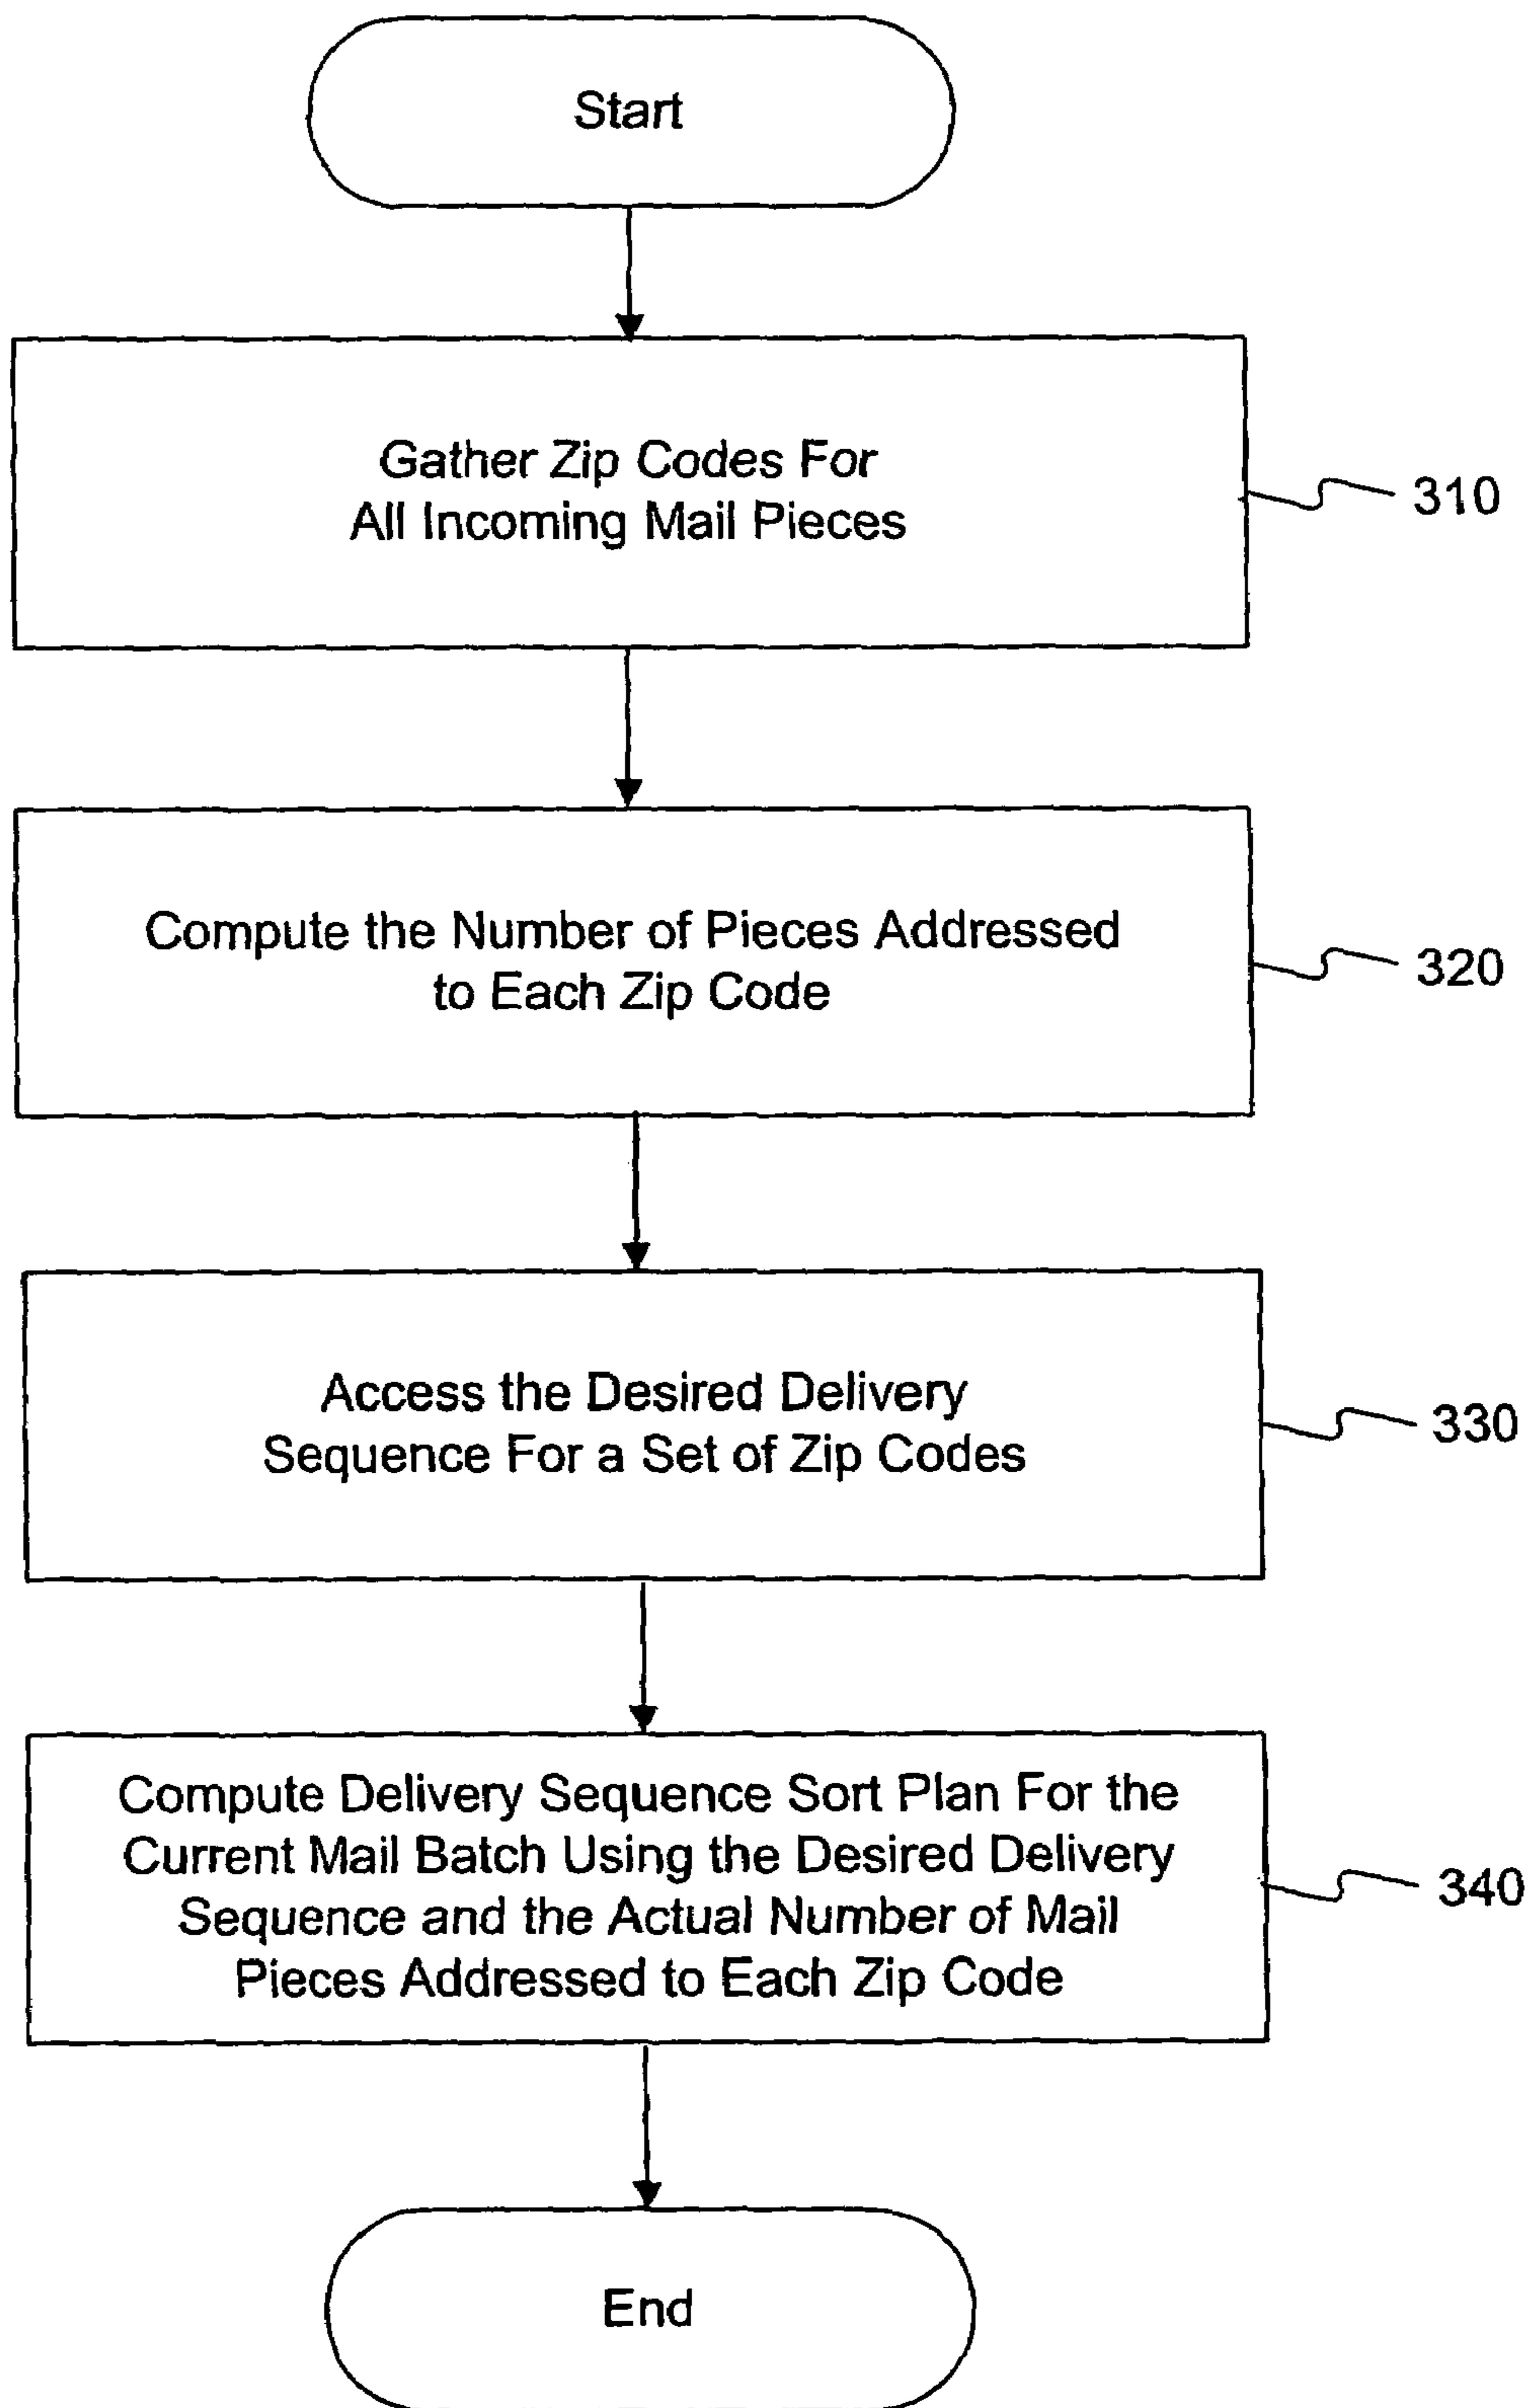 Start
Gather Zip Codes For
All Incoming Mail Pieces
310
Compute the Number of Pieces Addressed
to Each Zip Code
320
Access the Desired Delivery
Sequence For a Set of Zip Codes
330
Compute Delivery Sequence Sort Plan For the
Current Mail Batch Using the Desired Delivery
Sequence and the Actual Number of Mail
Pieces Addressed to Each Zip Code
340
End